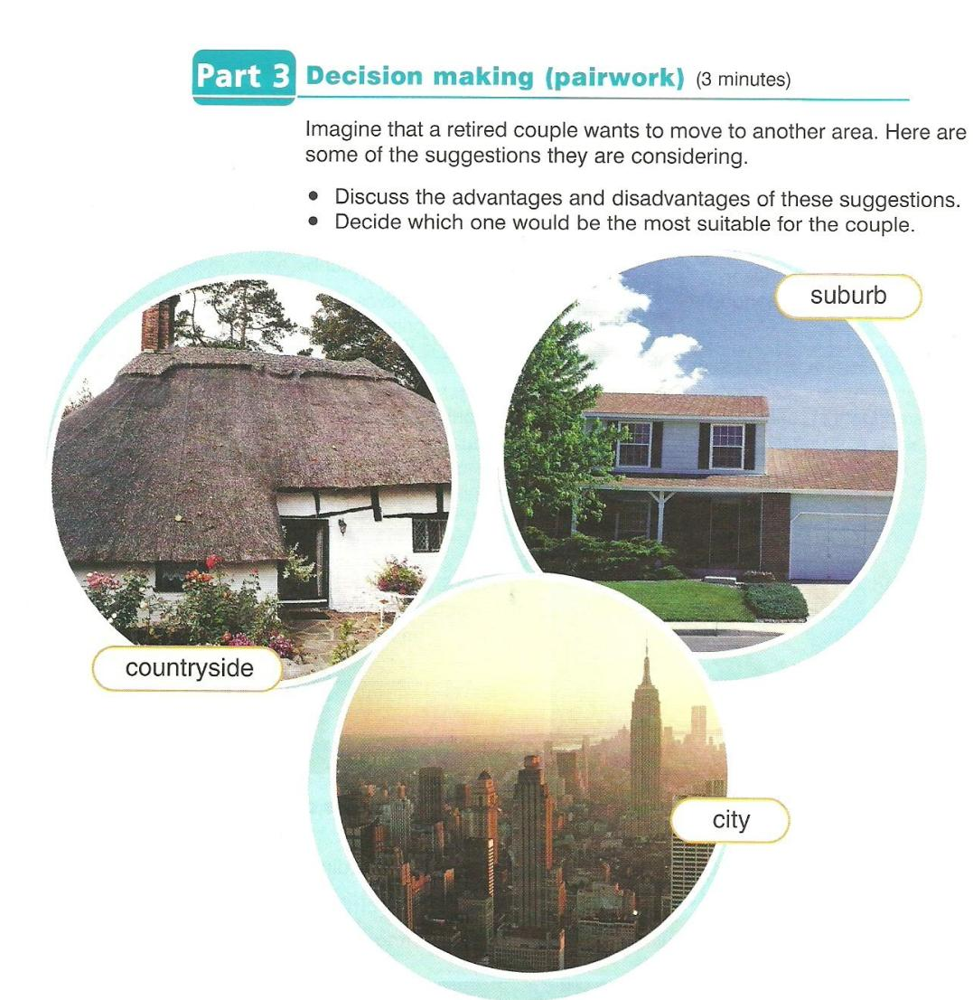 Part 3 Decision making (pairwork) (3 minutes)
Imagine that a retired couple wants to move to another area. Here are
some of the suggestions they are considering.
• Discuss the advantages and disadvantages of these suggestions.
• Decide which one would be the most suitable for the couple.
suburb
countryside
city